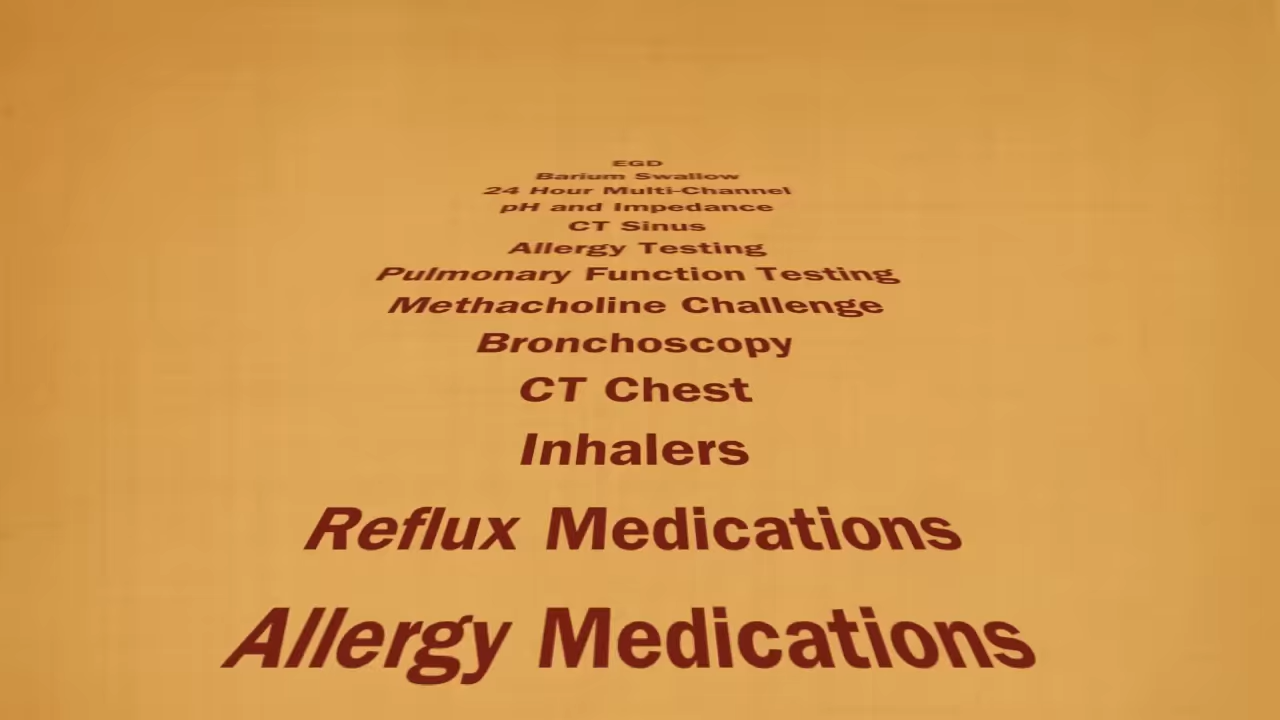 EGD
Barium Swallow
24 Hour Multi-Channel
pH and Impedance
CT Sinus
Allergy Testing
Pulmonary Function Testing
Methacholine Challenge
Bronchoscopy
CT Chest
Inhalers
Reflux Medications
Allergy Medications